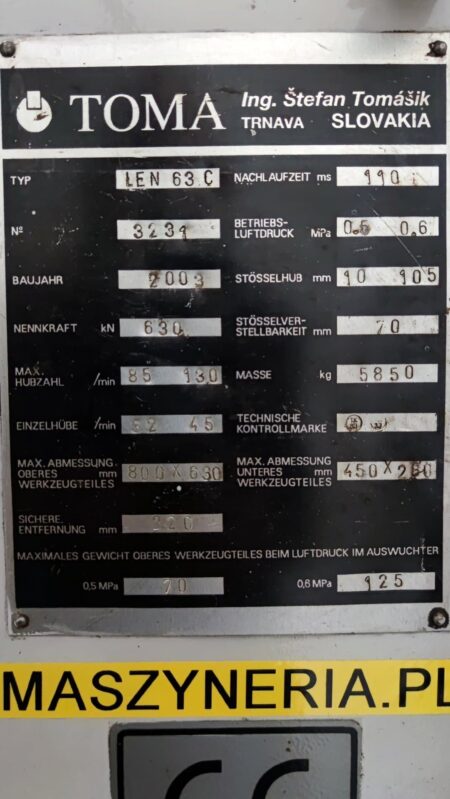 TOMA
Ing. Štefan Tomášik
TRNAVA SLOVAKIA
TYP LEN 63 C
Nº 3231
BAUJAHR 2003
NENNKRAFT kN 630
MAX. HUBZAHL /min 85 130
EINZELHÜBE /min 62 45
MAX. ABMESSUNG
OBERES mm 800 X 630
WERKZEUGTEILES
SICHERE.
ENTFERNUNG mm 220
NACHLAUFZEIT ms 110
BETRIEBS-
LUFTDRUCK MPa 0.5 0.6
STÖSSELHUB mm 10 105
STÖSSELVER-
STELLBARKEIT mm 70
MASSE kg 5850
TECHNISCHE
KONTROLLMARKE
MAX. ABMESSUNG
UNTERES mm 450 X
WERKZEUGTEILES
MAXIMALES GEWICHT OBERES WERKZEUGTEILES BEIM LUFTDRUCK IM AUSWUCHTER
0,5 MPa 70 0,6 MPa 125
MASZYNERIA.PL
CE